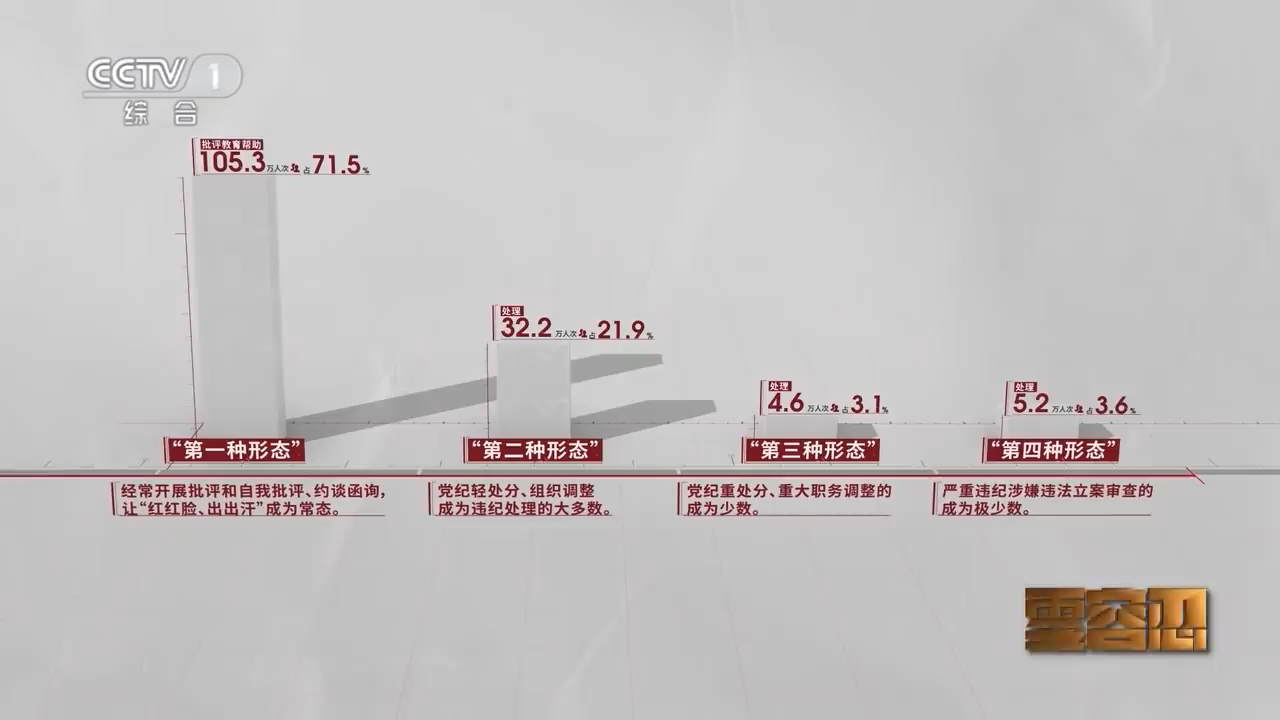 CCTV 1
综合
批评教育帮助
105.3万人次 占71.5%
处理
32.2万人次 占21.9%
处理
4.6万人次 占3.1%
处理
5.2万人次 占3.6%
“第一种形态”
“第二种形态”
“第三种形态”
“第四种形态”
经常开展批评和自我批评、约谈函询,
让“红红脸、出出汗”成为常态。
党纪轻处分、组织调整
成为违纪处理的大多数。
党纪重处分、重大职务调整的
成为少数。
严重违纪涉嫌违法立案审查的
成为极少数。
零容忍